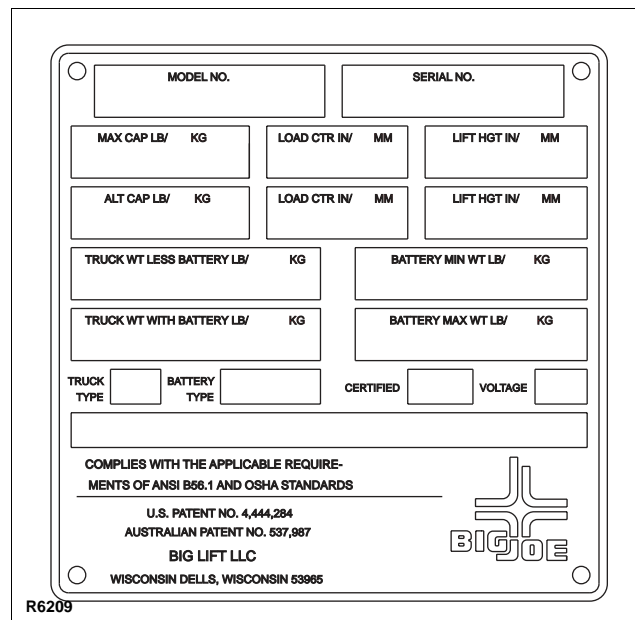 MODEL NO. SERIAL NO.
MAX CAP LB/ KG LOAD CTR IN/ MM LIFT HGT IN/ MM
ALT CAP LB/ KG LOAD CTR IN/ MM LIFT HGT IN/ MM
TRUCK WT LESS BATTERY LB/ KG BATTERY MIN WT LB/ KG
TRUCK WT WITH BATTERY LB/ KG BATTERY MAX WT LB/ KG
TRUCK TYPE BATTERY TYPE CERTIFIED VOLTAGE
COMPLIES WITH THE APPLICABLE REQUIRE-
MENTS OF ANSI B56.1 AND OSHA STANDARDS
U.S. PATENT NO. 4,444,284
AUSTRALIAN PATENT NO. 537,987
BIG LIFT LLC
WISCONSIN DELLS, WISCONSIN 53965
BIG JOE
R6209